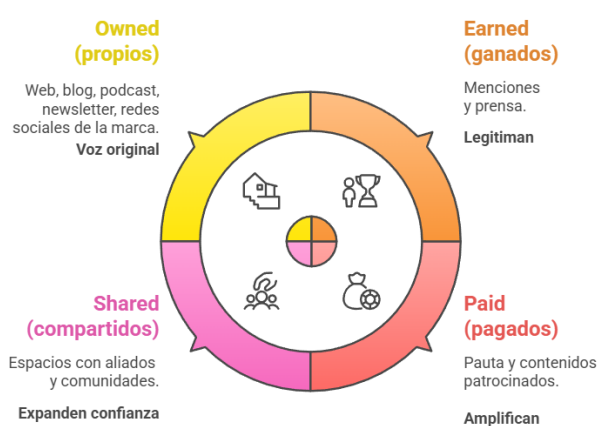 Owned
(propios)
Web, blog, podcast,
newsletter, redes
sociales de la marca.
Voz original
Earned
(ganados)
Menciones
y prensa.
Legitiman
Shared
(compartidos)
Espacios con aliados
y comunidades.
Expanden confianza
Paid
(pagados)
Pauta y contenidos
patrocinados.
Amplifican